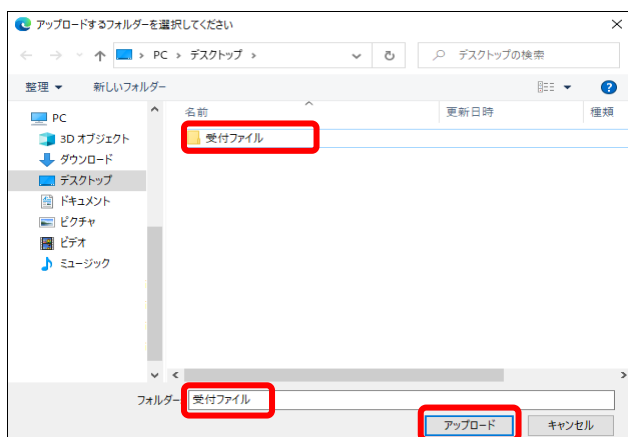 アップロードするフォルダーを選択してください
PC › デスクトップ ›
デスクトップの検索
整理 新しいフォルダー
名前 更新日時 種類
PC
3D オブジェクト
ダウンロード
デスクトップ
ドキュメント
ピクチャ
ビデオ
ミュージック
受付ファイル
フォルダー 受付ファイル
アップロード キャンセル